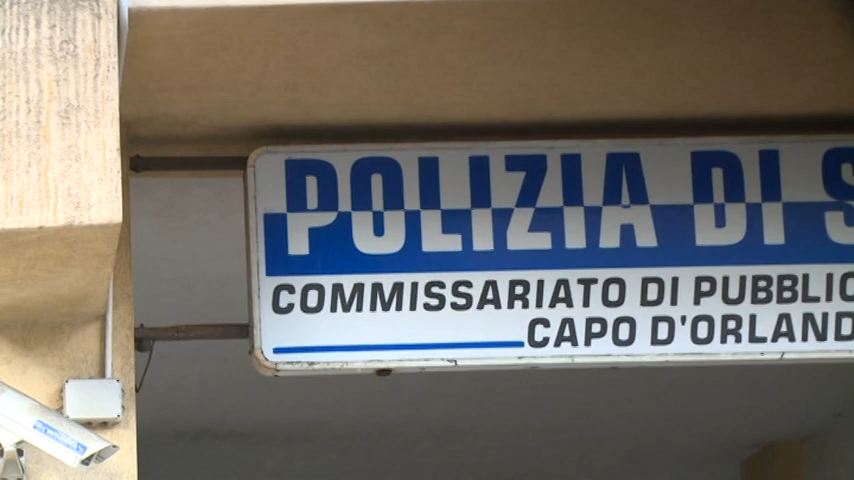 POLIZIA DI S
COMMISSARIATO DI PUBBLIC
CAPO D'ORLAND